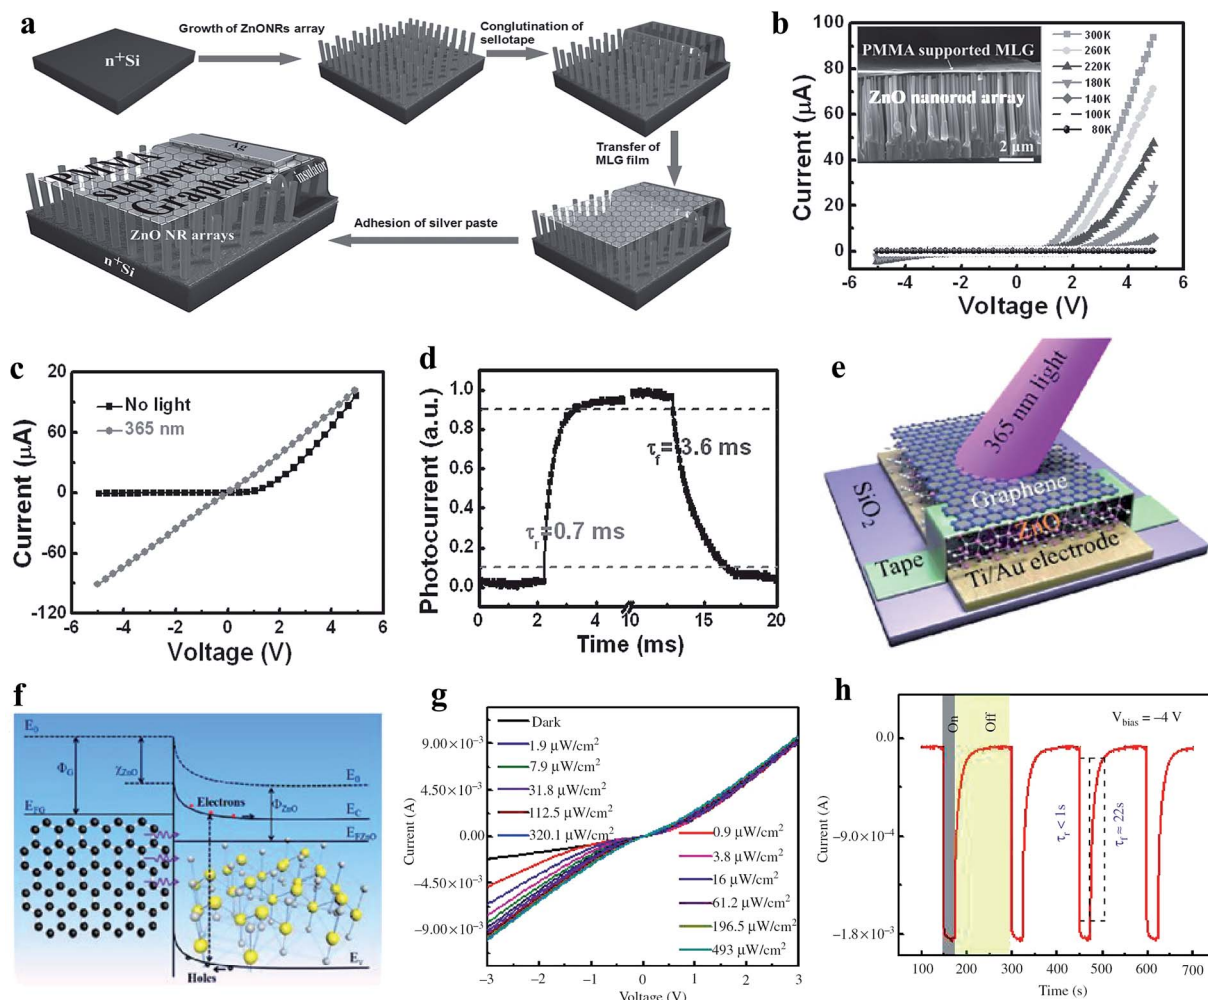 a
n⁺Si
Growth of ZnONRs array
Conglutination of
sellotape
Transfer of
MLG film
Adhesion of silver paste
Ag
PMMA
supported
Graphene
insulator
ZnO NR arrays
n⁺Si
b
Current (μA)
100
80
60
40
20
0
PMMA supported MLG
ZnO nanorod array
2 μm
300K
260K
220K
180K
140K
100K
80K
-6
-4
-2
0
2
4
6
Voltage (V)
c
Current (μA)
20
60
0
-60
-120
No light
365 nm
-6
-4
-2
0
2
4
6
Voltage (V)
d
Photocurrent (a.u.)
1.0
0.8
0.6
0.4
0.2
0.0
τr=0.7 ms
τf=3.6 ms
0
2
4
10
15
20
Time (ms)
e
365 nm light
Graphene
ZnO
SiO₂
Tape
Ti/Au electrode
f
E₀
ΦG
χZnO
EFG
Electrons
ΦZnO
E₀
EC
EFZnO
Ev
Holes
g
Current (A)
9.00×10⁻³
4.50×10⁻³
0.00
−4.50×10⁻³
−9.00×10⁻³
Dark
1.9 μW/cm²
7.9 μW/cm²
31.8 μW/cm²
112.5 μW/cm²
320.1 μW/cm²
0.9 μW/cm²
3.8 μW/cm²
16 μW/cm²
61.2 μW/cm²
196.5 μW/cm²
493 μW/cm²
−3
−2
−1
0
1
2
3
Voltage (V)
h
Current (A)
0.0
−9.0×10⁻⁴
−1.8×10⁻³
On
Off
Vbias = −4 V
τr < 1s
τf = 22s
100
200
300
400
500
600
700
Time (s)